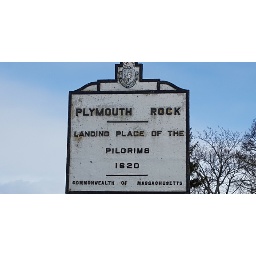 PLYMOUTH ROCK
LANDING PLACE OF THE
PILGRIMS
1620
COMMONWEALTH OF MASSACHUSETTS